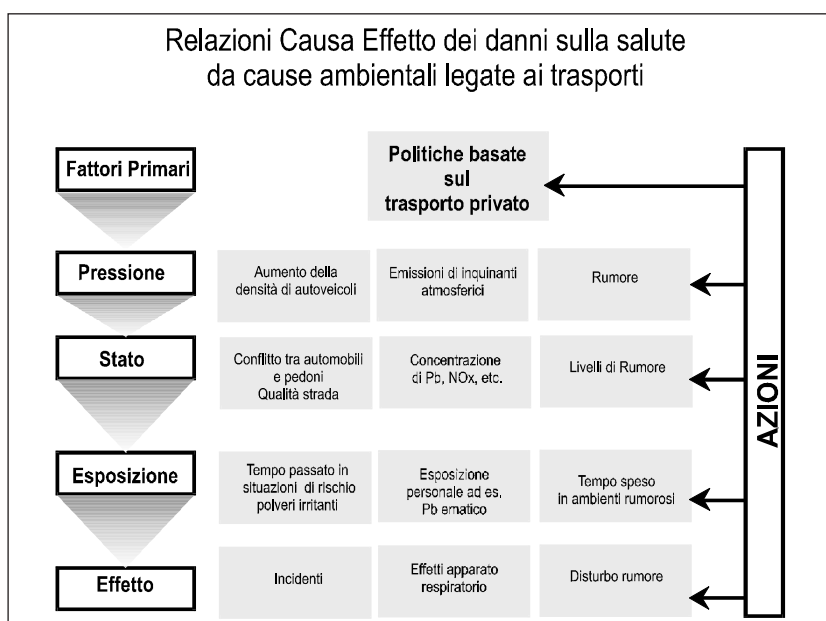 Relazioni Causa Effetto dei danni sulla salute
da cause ambientali legate ai trasporti
Fattori Primari
Politiche basate
sul
trasporto privato
Pressione
Aumento della
densità di autoveicoli
Emissioni di inquinanti
atmosferici
Rumore
Stato
Conflitto tra automobili
e pedoni
Qualità strada
Concentrazione
di Pb, NOx, etc.
Livelli di Rumore
Esposizione
Tempo passato in
situazioni di rischio
polveri irritanti
Esposizione
personale ad es,
Pb ematico
Tempo speso
in ambienti rumorosi
Effetto
Incidenti
Effetti apparato
respiratorio
Disturbo rumore
AZIONI